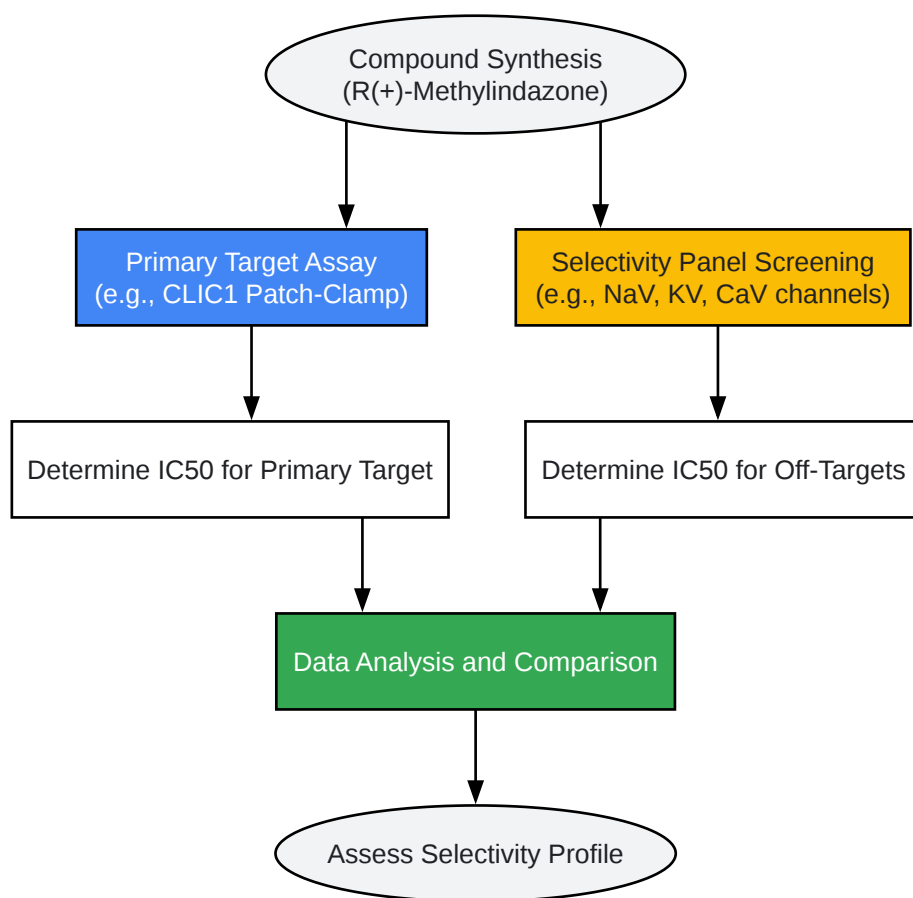 Compound Synthesis
(R(+)-Methylindazone)
Primary Target Assay
(e.g., CLIC1 Patch-Clamp)
Selectivity Panel Screening
(e.g., NaV, KV, CaV channels)
Determine IC50 for Primary Target
Determine IC50 for Off-Targets
Data Analysis and Comparison
Assess Selectivity Profile